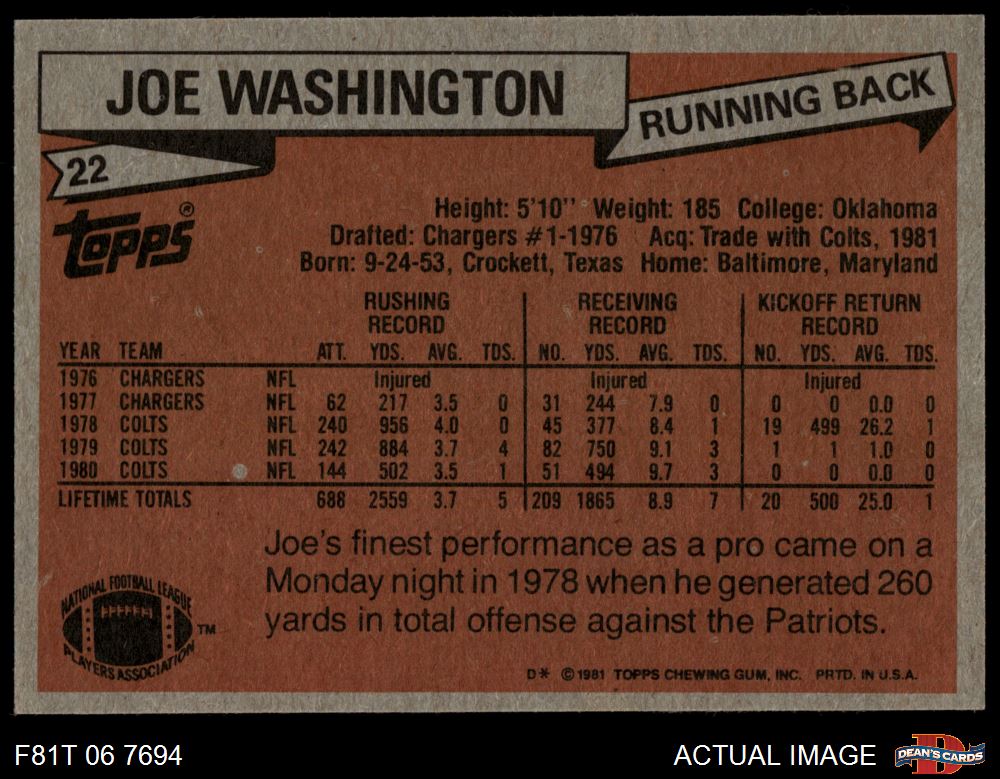 JOE WASHINGTON
RUNNING BACK
22
topps®
Height: 5'10'' Weight: 185 College: Oklahoma
Drafted: Chargers #1-1976 Acq: Trade with Colts, 1981
Born: 9-24-53, Crockett, Texas Home: Baltimore, Maryland
RUSHING RECORD RECEIVING RECORD KICKOFF RETURN RECORD
YEAR TEAM ATT. YDS. AVG. TDS. NO. YDS. AVG. TDS. NO. YDS. AVG. TDS.
1976 CHARGERS NFL Injured Injured Injured
1977 CHARGERS NFL 62 217 3.5 0 31 244 7.9 0 0 0 0.0 0
1978 COLTS NFL 240 956 4.0 0 45 377 8.4 1 19 499 26.2 1
1979 COLTS NFL 242 884 3.7 4 82 750 9.1 3 1 1 1.0 0
1980 COLTS NFL 144 502 3.5 1 51 494 9.7 3 0 0 0.0 0
LIFETIME TOTALS 688 2559 3.7 5 209 1865 8.9 7 20 500 25.0 1
Joe's finest performance as a pro came on a
Monday night in 1978 when he generated 260
yards in total offense against the Patriots.
NATIONAL FOOTBALL LEAGUE
PLAYERS ASSOCIATION
TM
D* ©1981 TOPPS CHEWING GUM, INC. PRTD. IN U.S.A.
F81T 06 7694
ACTUAL IMAGE
D
DEAN'S CARDS